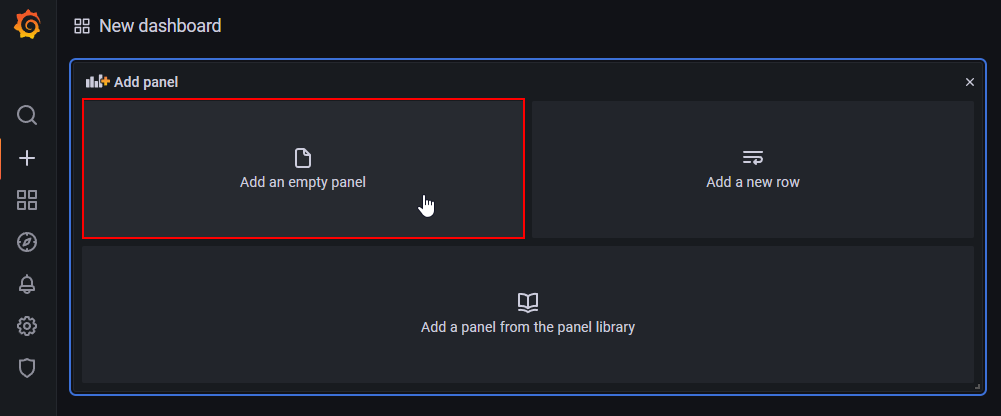 New dashboard
Add panel
Add an empty panel
Add a new row
Add a panel from the panel library